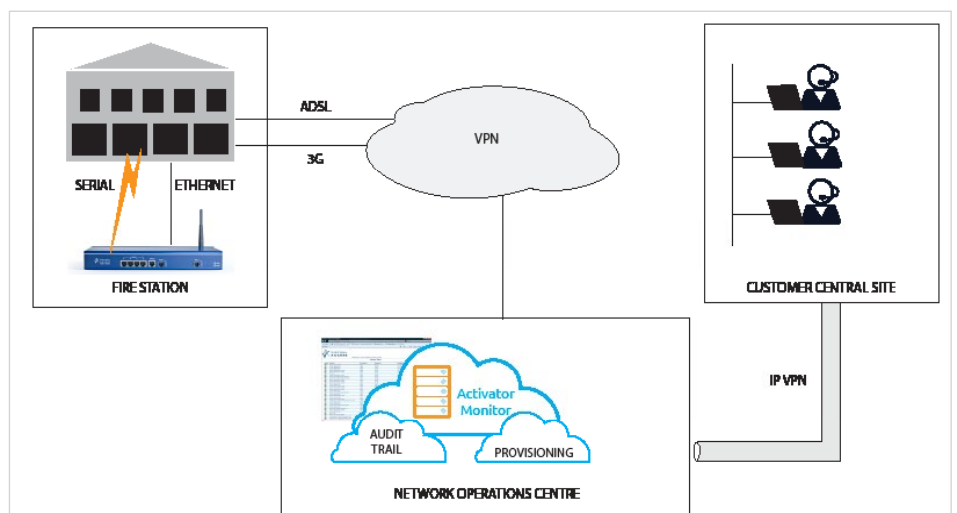 ADSL
3G
VPN
SERIAL
ETHERNET
FIRE STATION
CUSTOMER CENTRAL SITE
IP VPN
Activator
Monitor
AUDIT
TRAIL
PROVISIONING
NETWORK OPERATIONS CENTRE